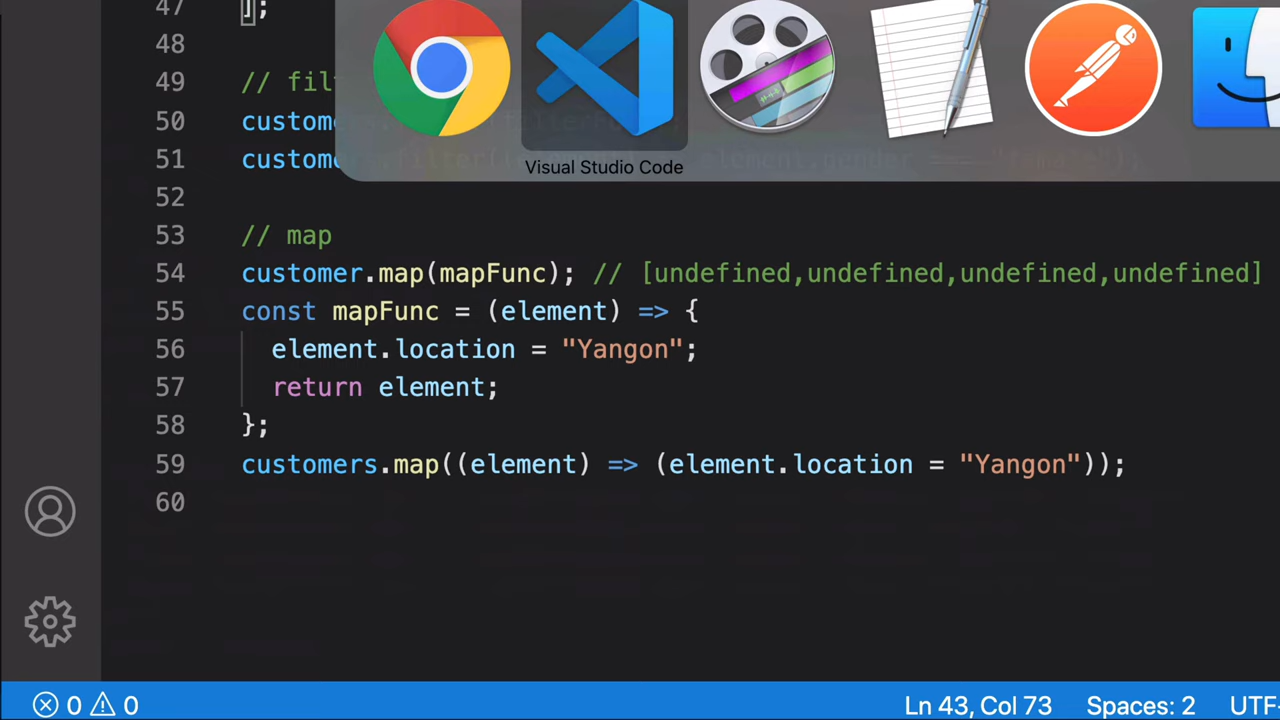 47 ];
48
49 // filt
50 custome
51 custome
Visual Studio Code
52
53 // map
54 customer.map(mapFunc); // [undefined,undefined,undefined,undefined]
55 const mapFunc = (element) => {
56 element.location = "Yangon";
57 return element;
58 };
59 customers.map((element) => (element.location = "Yangon"));
60
0 0 Ln 43, Col 73 Spaces: 2 UTF-